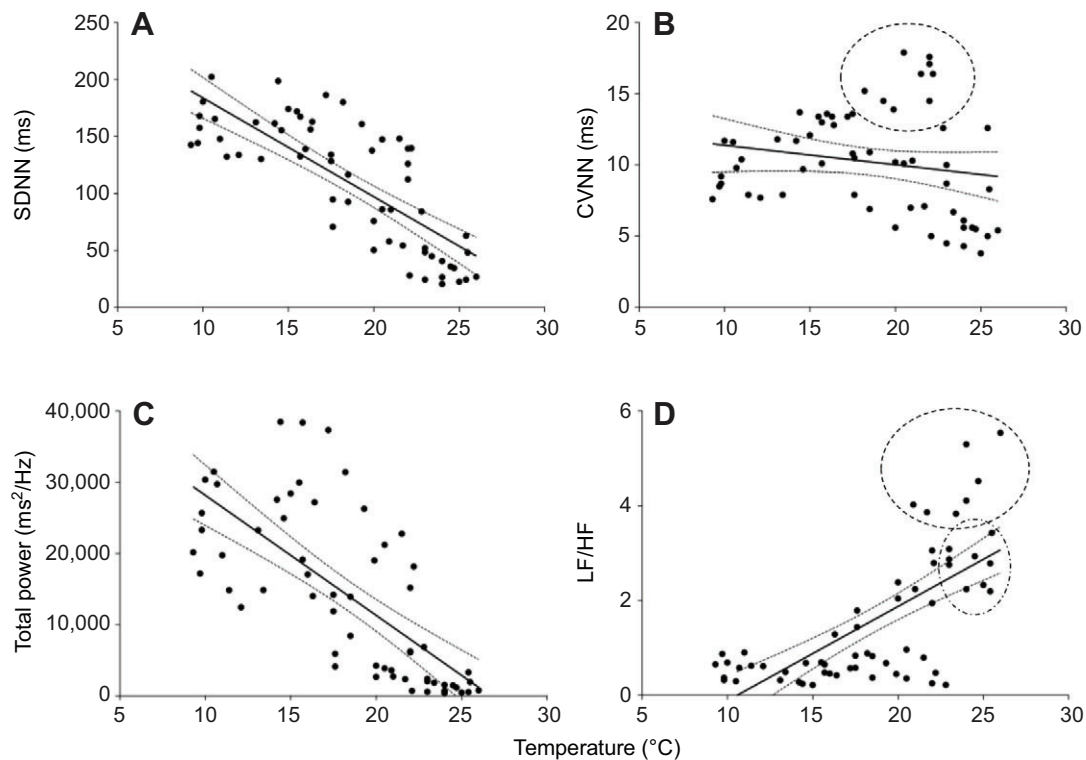 A
250
200
150
100
50
0
SDNN (ms)
5 10 15 20 25 30
B
20
15
10
5
0
CVNN (ms)
5 10 15 20 25 30
C
40,000
30,000
20,000
10,000
0
Total power (ms²/Hz)
5 10 15 20 25 30
D
6
4
2
0
LF/HF
5 10 15 20 25 30
Temperature (°C)